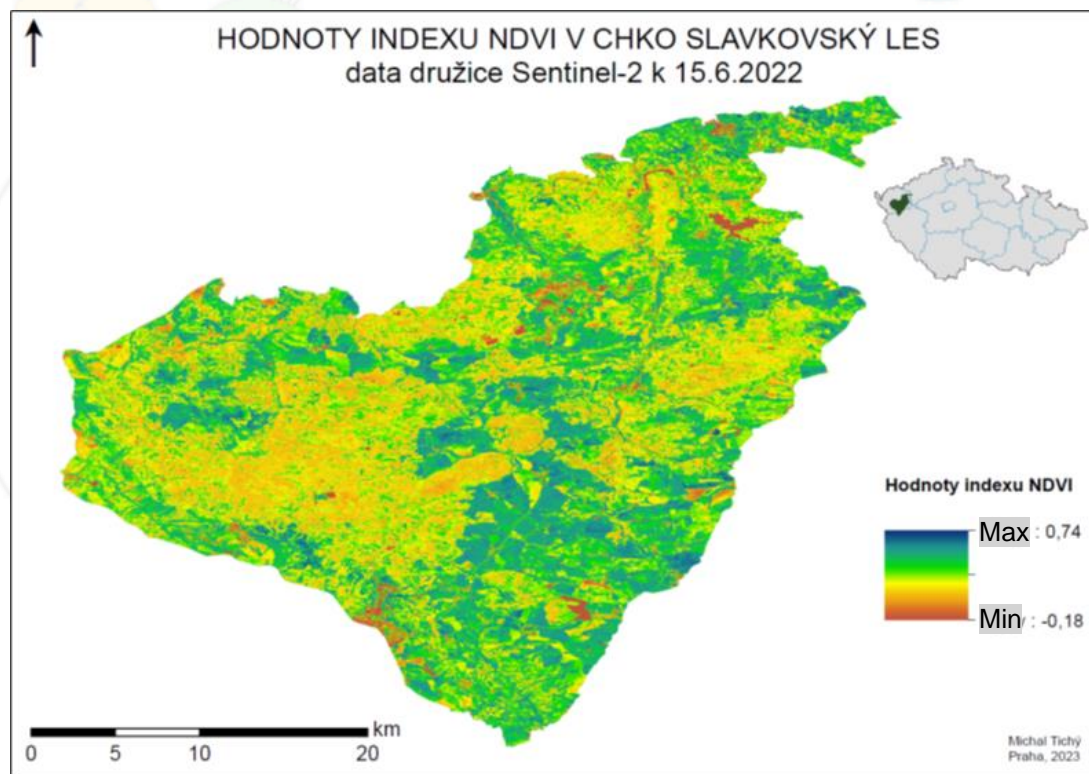 HODNOTY INDEXU NDVI V CHKO SLAVKOVSKÝ LES
data družice Sentinel-2 k 15.6.2022
Hodnoty indexu NDVI
Max : 0,74
Min : -0,18
km
0 5 10 20
Michal Tichý
Praha, 2023